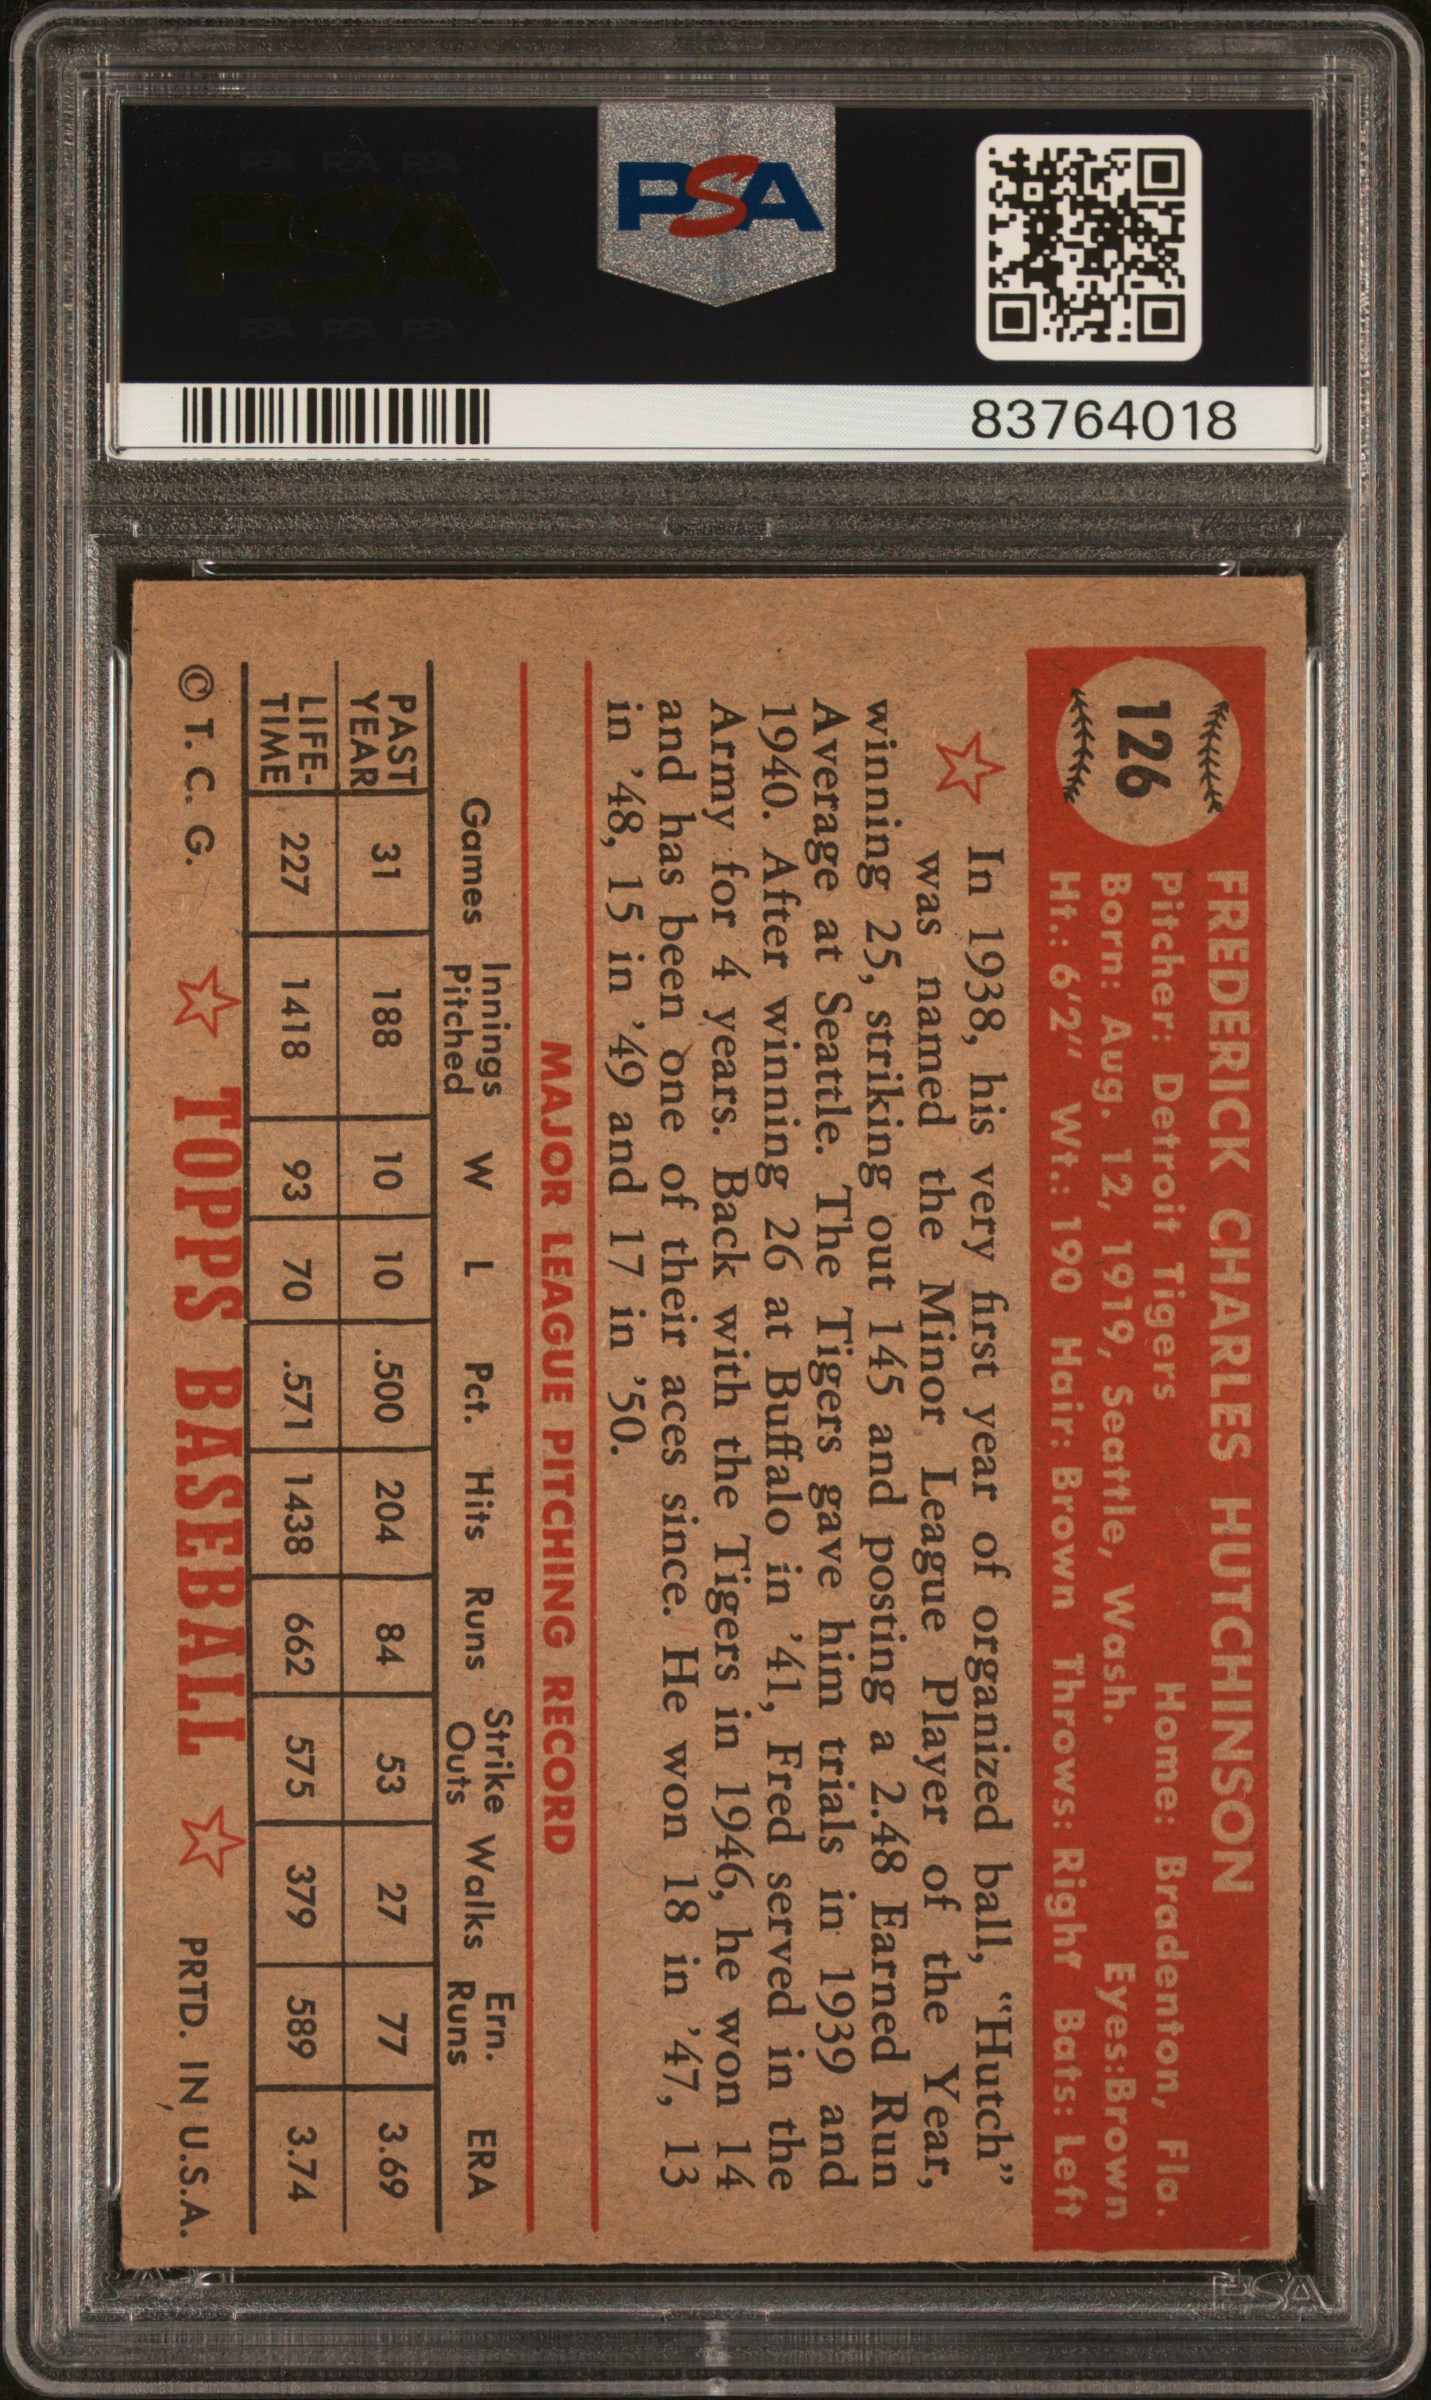 PSA PSA PSA
PSA
PSA PSA PSA
PSA
83764018
126
FREDERICK CHARLES HUTCHINSON
Pitcher: Detroit Tigers Home: Bradenton, Fla.
Born: Aug. 12, 1919, Seattle, Wash. Eyes:Brown
Ht.: 6'2" Wt.: 190 Hair: Brown Throws: Right Bats: Left
In 1938, his very first year of organized ball, “Hutch”
was named the Minor League Player of the Year,
winning 25, striking out 145 and posting a 2.48 Earned Run
Average at Seattle. The Tigers gave him trials in 1939 and
1940. After winning 26 at Buffalo in ’41, Fred served in the
Army for 4 years. Back with the Tigers in 1946, he won 14
and has been one of their aces since. He won 18 in ’47, 13
in ’48, 15 in ’49 and 17 in ’50.
MAJOR LEAGUE PITCHING RECORD
Games Innings Pitched W L Pct. Hits Runs Strike Outs Walks Ern. Runs ERA
PAST YEAR 31 188 10 10 .500 204 84 53 27 77 3.69
LIFE-TIME 227 1418 93 70 .571 1438 662 575 379 589 3.74
© T. C. G. TOPPS BASEBALL PRTD. IN U.S.A.
PSA